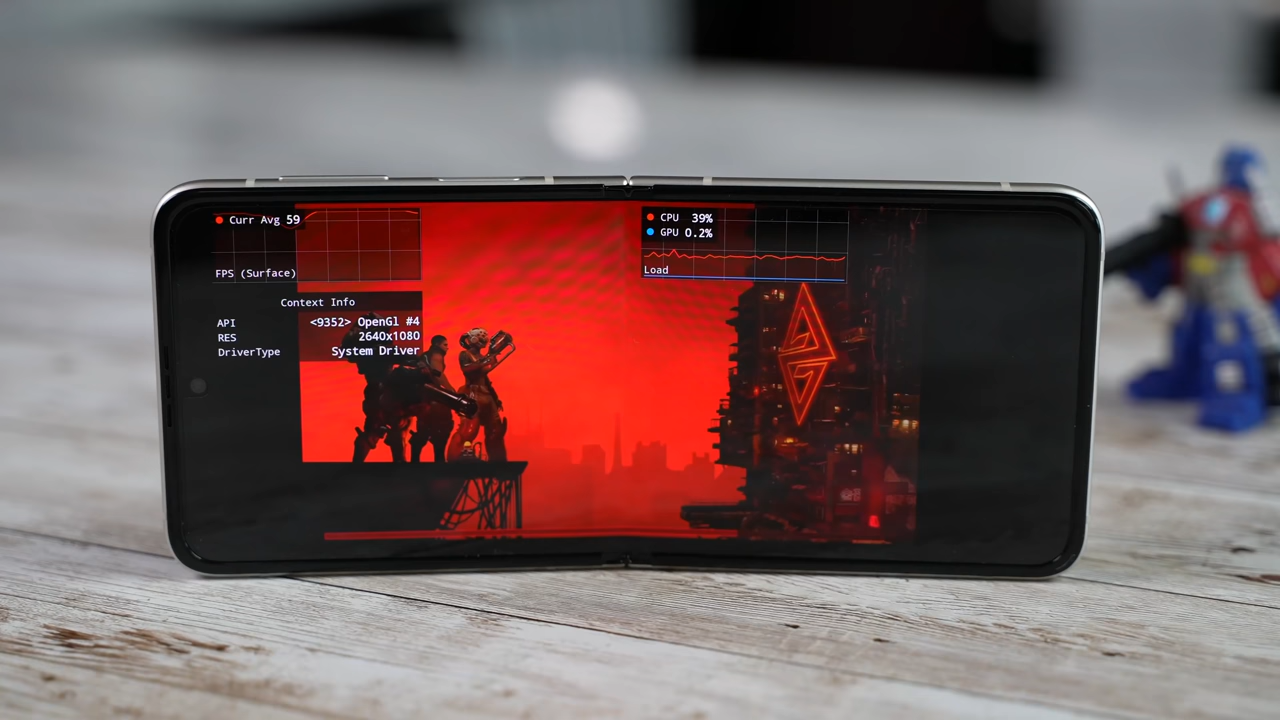 Curr Avg 59
FPS (Surface)
Context Info
API <9352> OpenGl #4
RES 2640x1080
DriverType System Driver
CPU 39%
GPU 0.2%
Load